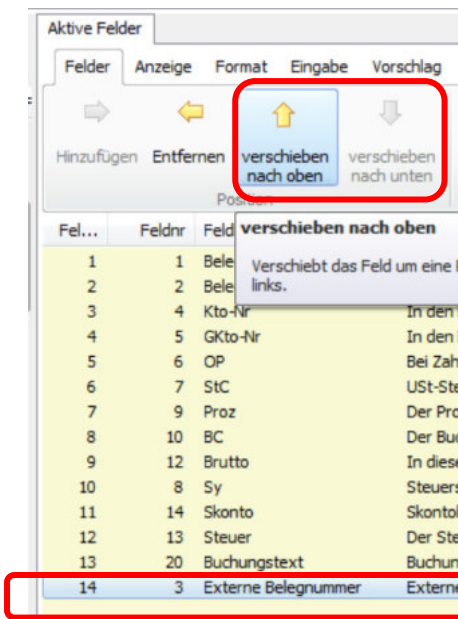 Aktive Felder
Felder Anzeige Format Eingabe Vorschlag
Hinzufügen Entfernen verschieben nach oben verschieben nach unten
Position
Fel... Feldnr Feld
verschieben nach oben
Verschiebt das Feld um eine
links.
1 1 Bele
2 2 Bele
3 4 Kto-Nr In den
4 5 GKto-Nr In den
5 6 OP Bei Zah
6 7 StC USt-Ste
7 9 Proz Der Pro
8 10 BC Der Buc
9 12 Brutto In diese
10 8 Sy Steuers
11 14 Skonto Skonto
12 13 Steuer Der Ste
13 20 Buchungstext Buchun
14 3 Externe Belegnummer Externe